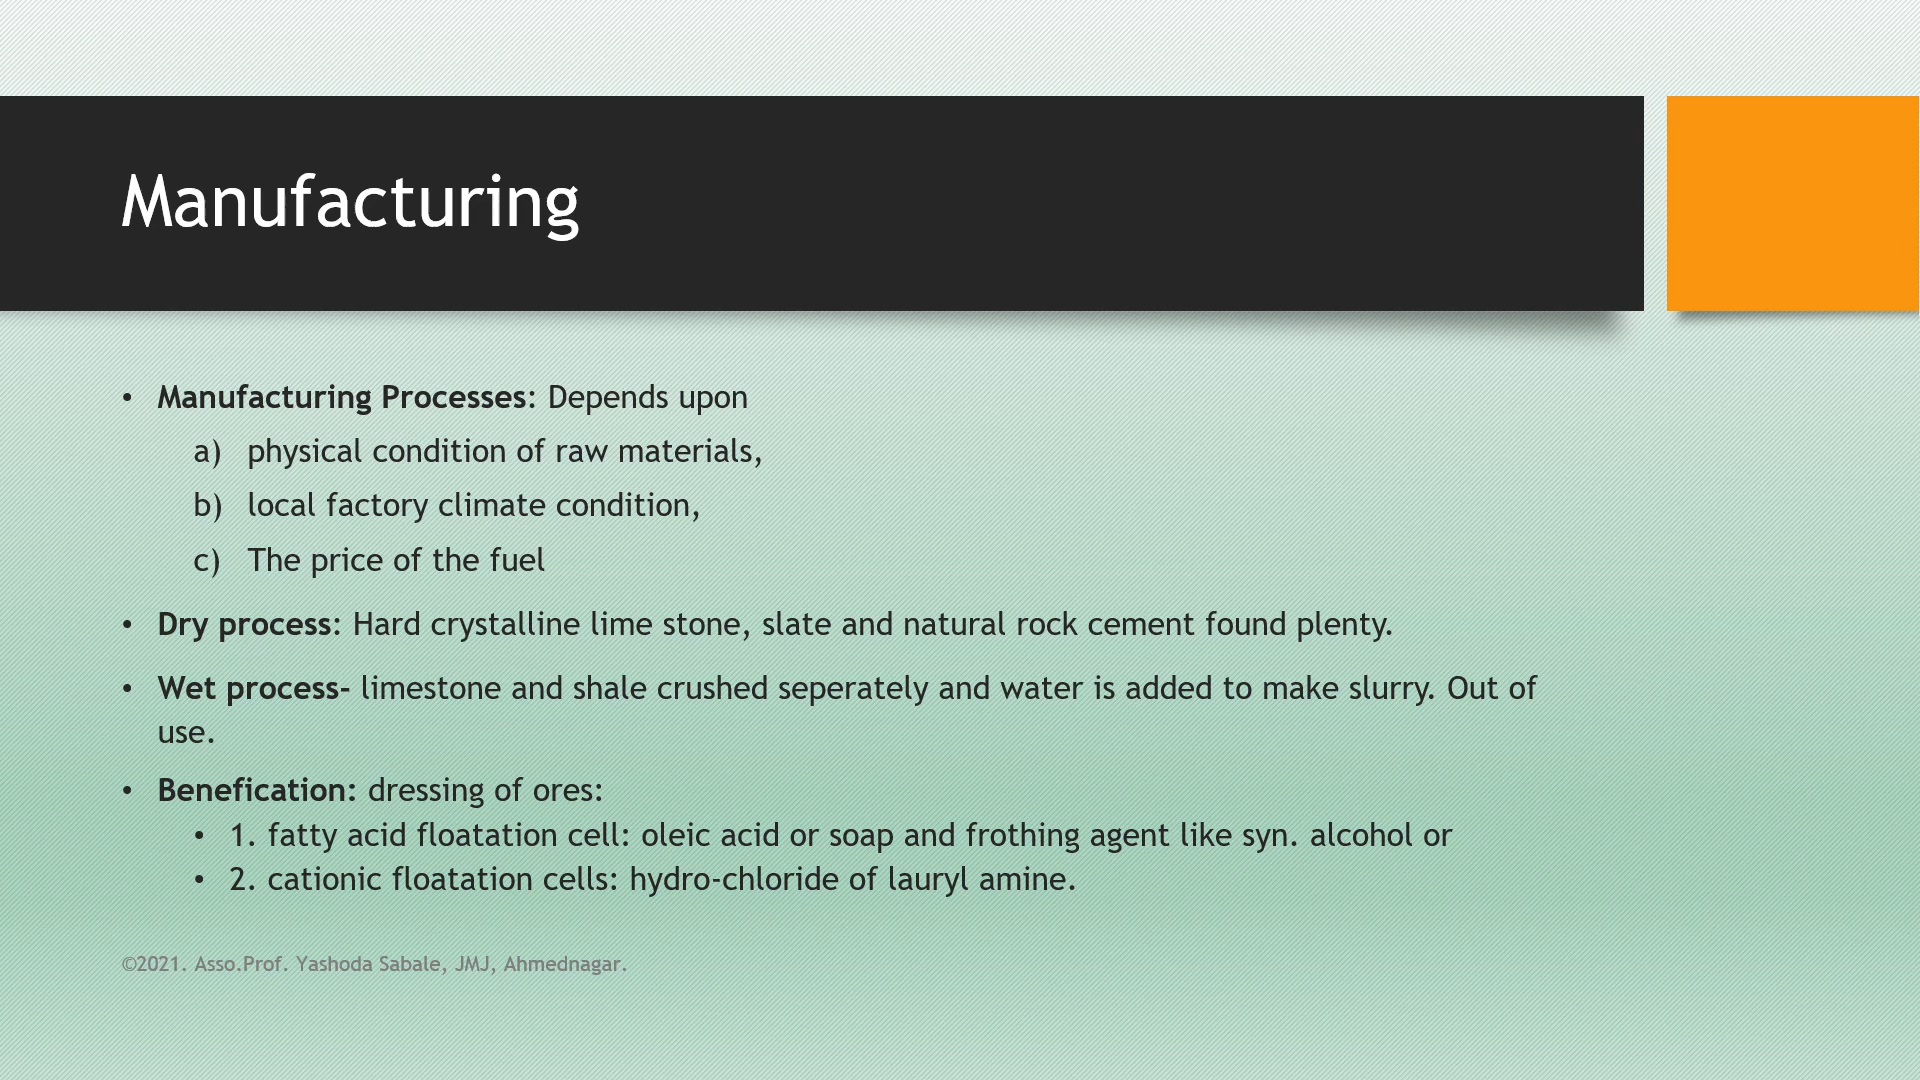 Manufacturing
• Manufacturing Processes: Depends upon
a) physical condition of raw materials,
b) local factory climate condition,
c) The price of the fuel
• Dry process: Hard crystalline lime stone, slate and natural rock cement found plenty.
• Wet process- limestone and shale crushed seperately and water is added to make slurry. Out of
use.
• Benefication: dressing of ores:
• 1. fatty acid floatation cell: oleic acid or soap and frothing agent like syn. alcohol or
• 2. cationic floatation cells: hydro-chloride of lauryl amine.
©2021. Asso.Prof. Yashoda Sabale, JMJ, Ahmednagar.